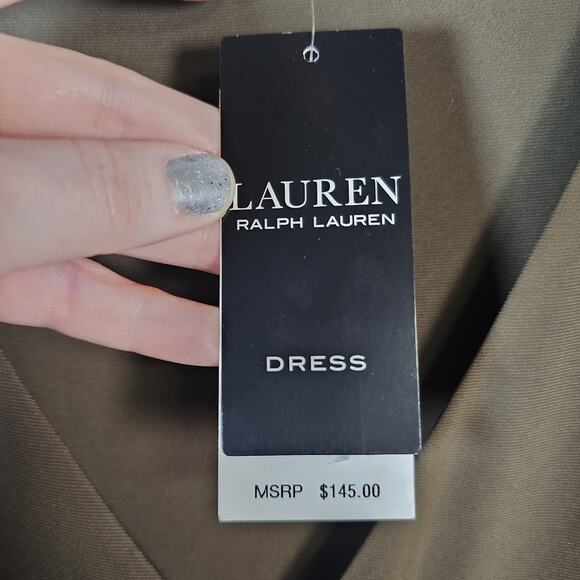 LAUREN
RALPH LAUREN
DRESS
MSRP $145.00